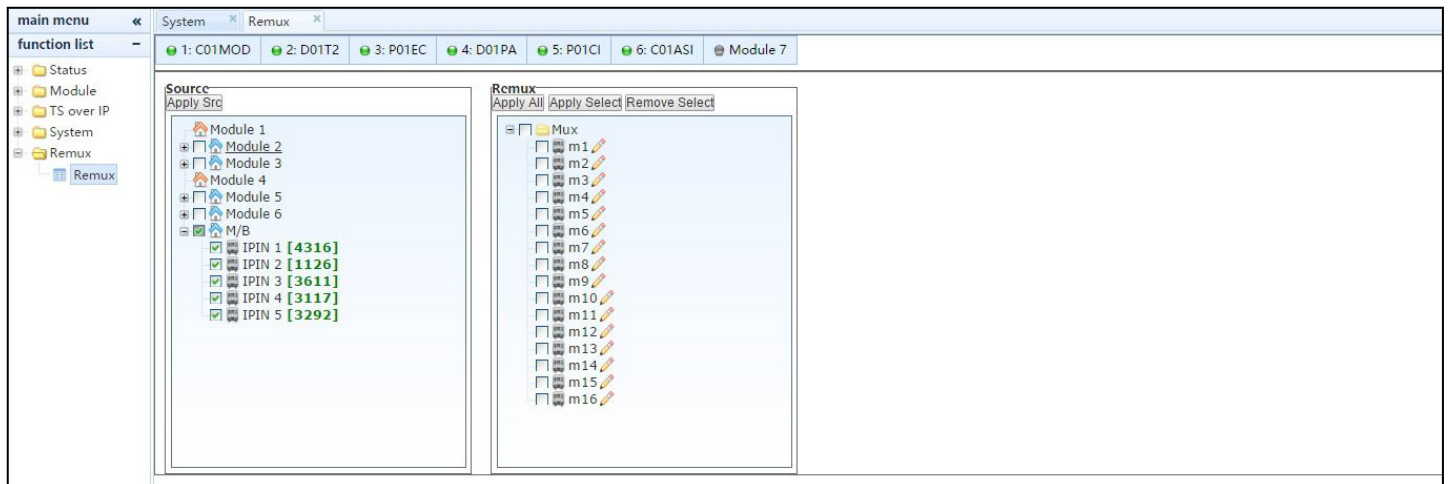 main menu «
function list −
Status
Module
TS over IP
System
Remux
Remux
System × Remux ×
1: C01MOD 2: D01T2 3: P01EC 4: D01PA 5: P01CI 6: C01ASI Module 7
Source
Apply Src
Module 1
Module 2
Module 3
Module 4
Module 5
Module 6
M/B
IPIN 1 [4316]
IPIN 2 [1126]
IPIN 3 [3611]
IPIN 4 [3117]
IPIN 5 [3292]
Remux
Apply All Apply Select Remove Select
Mux
m1
m2
m3
m4
m5
m6
m7
m8
m9
m10
m11
m12
m13
m14
m15
m16